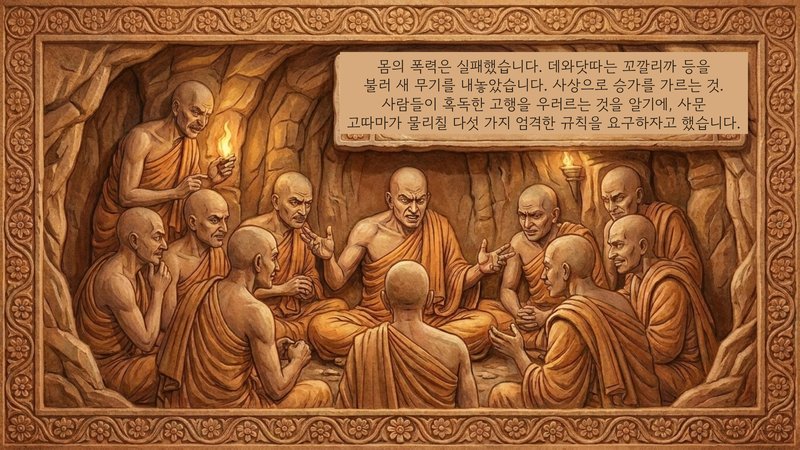 몸의 폭력은 실패했습니다. 데와닷따는 꼬깔리까 등을
불러 새 무기를 내놓았습니다. 사상으로 승가를 가르는 것.
사람들이 혹독한 고행을 우러르는 것을 알기에, 사문
고따마가 물리칠 다섯 가지 엄격한 규칙을 요구하자고 했습니다.